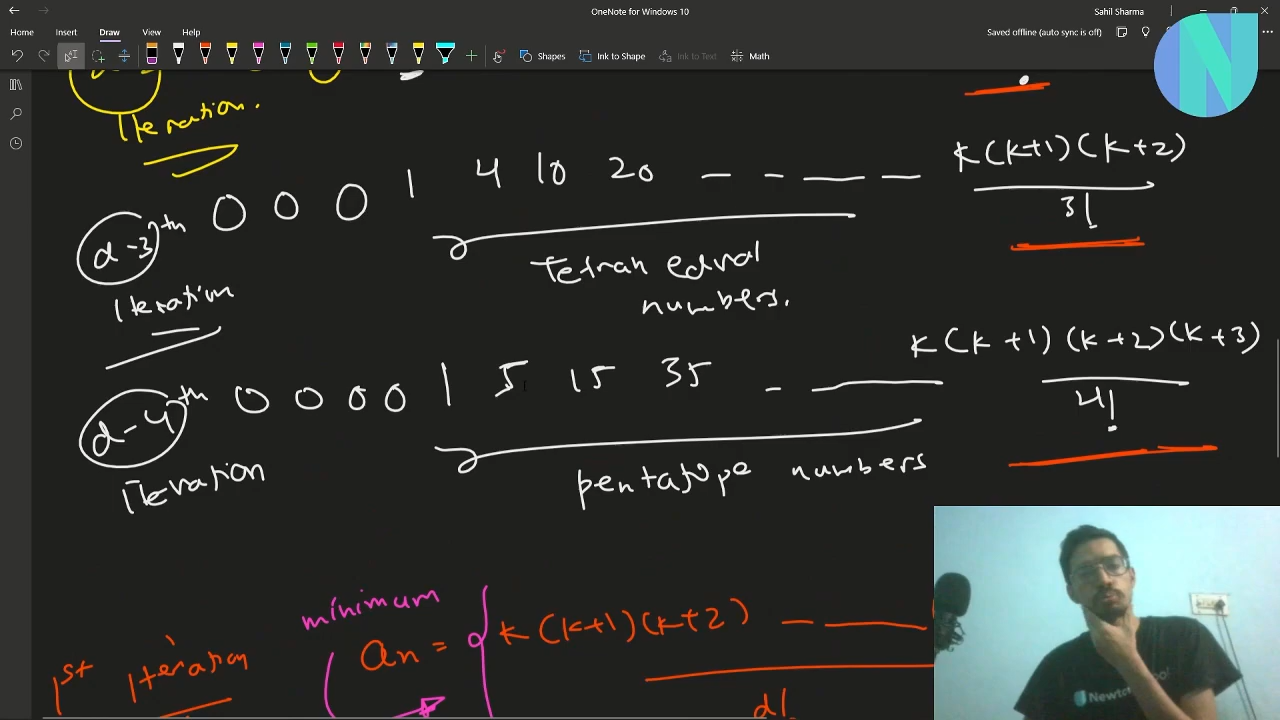 OneNote for Windows 10
Sahil Sharma
Home Insert Draw View Help
Saved offline (auto sync is off)
Shapes Ink to Shape Ink to Text Math
Iteration.
d-3 th 0 0 0 1 4 10 20 - - — — k(k+1)(k+2)
3!
Iteration
Tetrahedral
numbers.
d-4 th 0 0 0 0 1 5 15 35 - — k(k+1)(k+2)(k+3)
4!
Iteration
pentatope numbers
minimum
1st iteration an = { k(k+1)(k+2) - —
d!
Newton